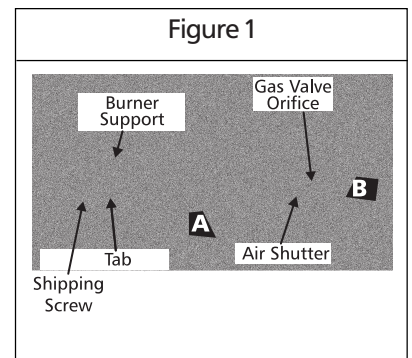 Figure 1
Burner
Support
Gas Valve
Orifice
B
A
Tab
Air Shutter
Shipping
Screw